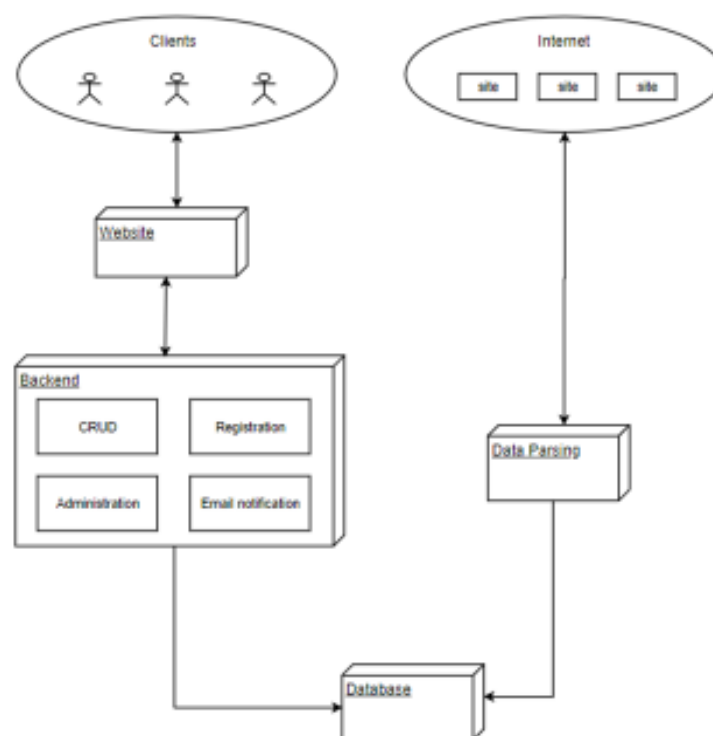 Clients
Internet
site site site
Website
Backend
CRUD Registration
Data Parsing
Administration Email notification
Database